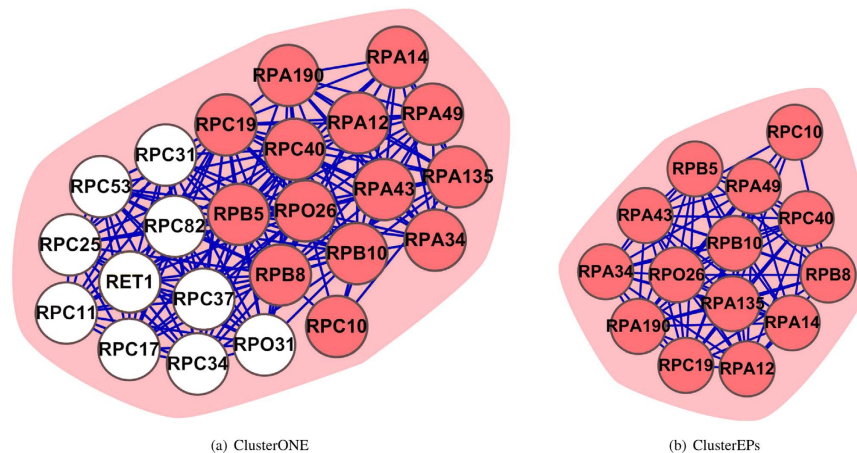 RPA14
RPA190
RPA49
RPC19
RPA12
RPC31
RPC40
RPC53
RPA135
RPA43
RPC82
RPB5
RPO26
RPC25
RPA34
RPB10
RET1
RPB8
RPC37
RPC11
RPC10
RPC17
RPO31
RPC34
(a) ClusterONE
RPC10
RPB5
RPA49
RPA43
RPC40
RPB10
RPA34
RPO26
RPB8
RPA135
RPA190
RPA14
RPC19
RPA12
(b) ClusterEPs